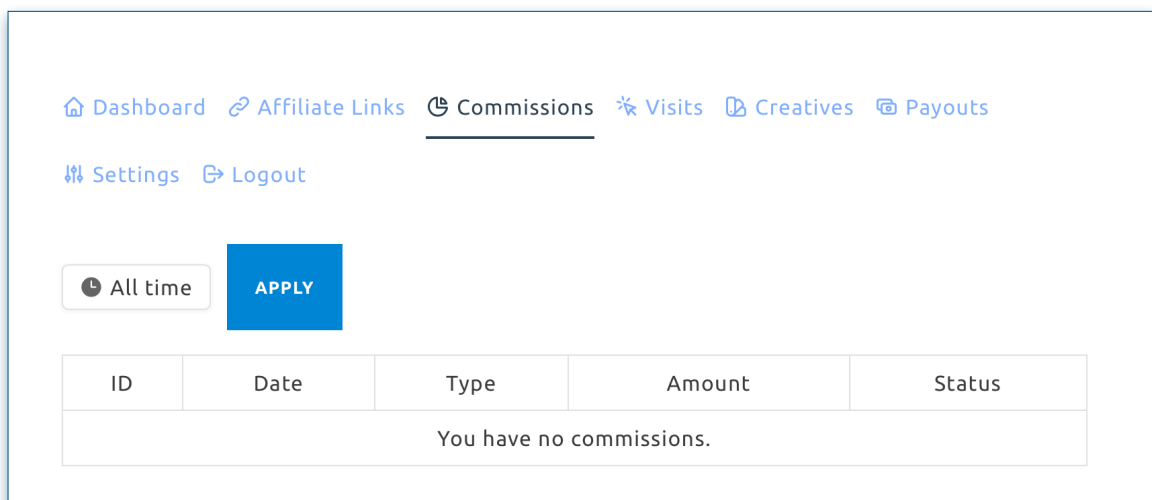 Dashboard Affiliate Links Commissions Visits Creatives Payouts
Settings Logout
All time APPLY
ID Date Type Amount Status
You have no commissions.